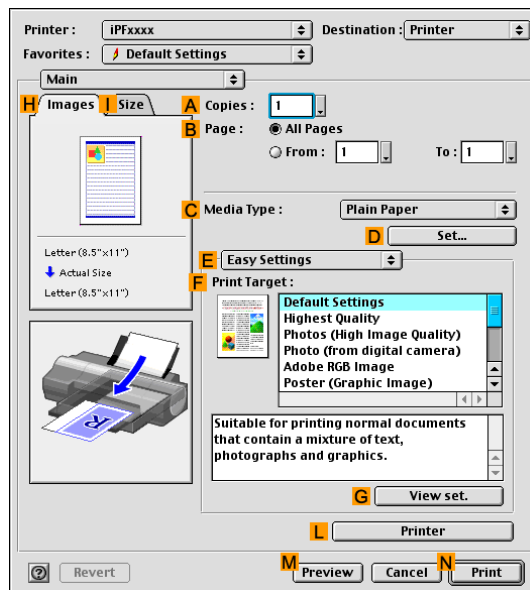 Printer : iPFxxxx Destination : Printer
Favorites : Default Settings
Main
H Images I Size
A Copies : 1
B Page : All Pages
From : 1 To : 1
C Media Type : Plain Paper
D Set...
E Easy Settings
F Print Target :
Default Settings
Highest Quality
Photos (High Image Quality)
Photo (from digital camera)
Adobe RGB Image
Poster (Graphic Image)
Letter (8.5"x11")
Actual Size
Letter (8.5"x11")
R
Suitable for printing normal documents
that contain a mixture of text,
photographs and graphics.
G View set.
L Printer
? Revert M Preview Cancel N Print